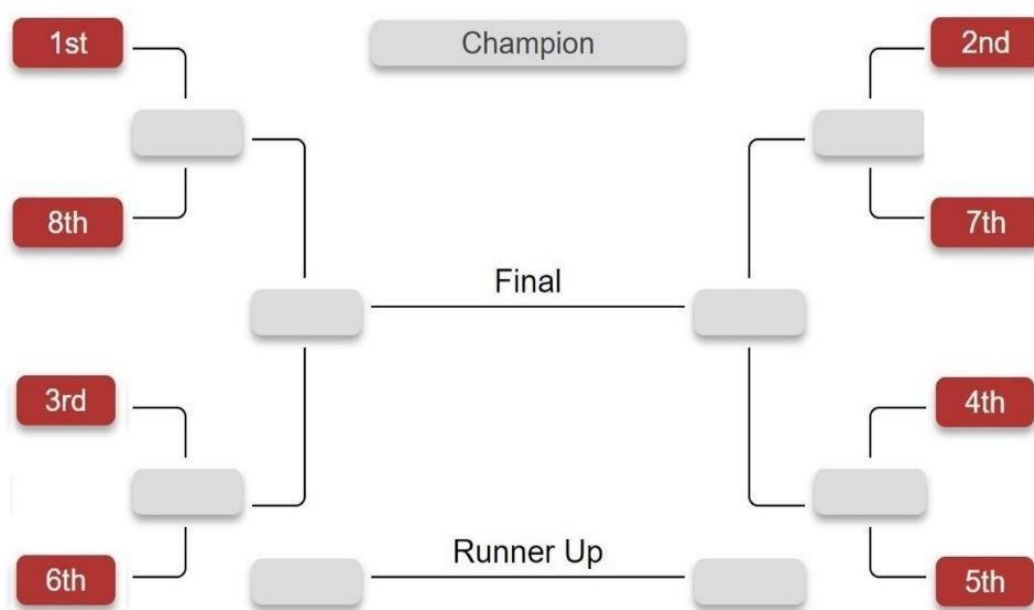 1st
Champion
2nd
8th
7th
Final
3rd
4th
Runner Up
6th
5th